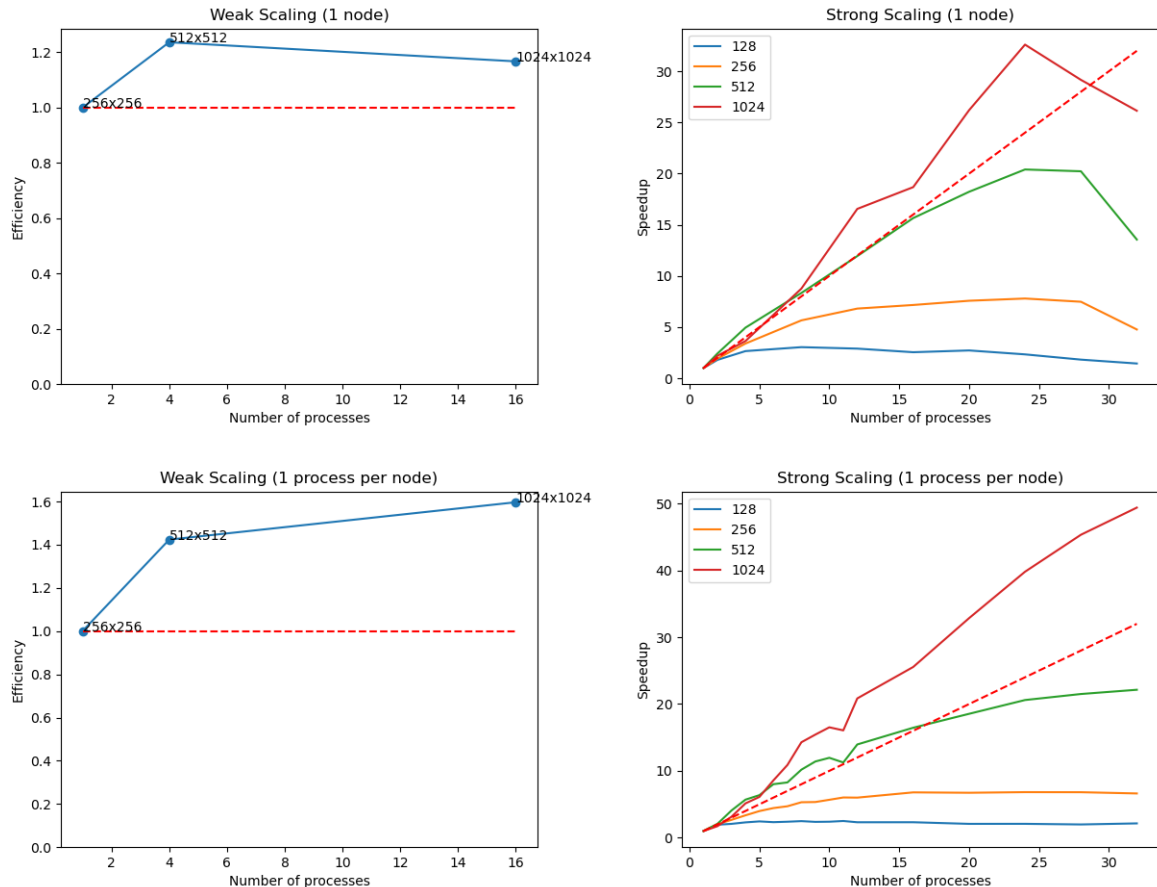 Weak Scaling (1 node)
Efficiency
1.2
1.0
0.8
0.6
0.4
0.2
0.0
256x256
512x512
1024x1024
2 4 6 8 10 12 14 16
Number of processes
Strong Scaling (1 node)
Speedup
30
25
20
15
10
5
0
128
256
512
1024
0 5 10 15 20 25 30
Number of processes
Weak Scaling (1 process per node)
Efficiency
1.6
1.4
1.2
1.0
0.8
0.6
0.4
0.2
0.0
256x256
512x512
1024x1024
2 4 6 8 10 12 14 16
Number of processes
Strong Scaling (1 process per node)
Speedup
50
40
30
20
10
0
128
256
512
1024
0 5 10 15 20 25 30
Number of processes